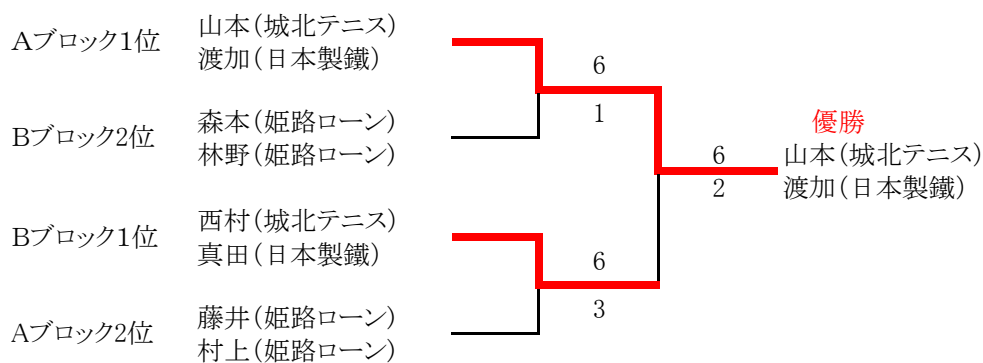 Aブロック1位
山本(城北テニス)
渡加(日本製鐵)
6
1
Bブロック2位
森本(姫路ローン)
林野(姫路ローン)
優勝
山本(城北テニス)
渡加(日本製鐵)
6
2
Bブロック1位
西村(城北テニス)
真田(日本製鐵)
6
3
Aブロック2位
藤井(姫路ローン)
村上(姫路ローン)